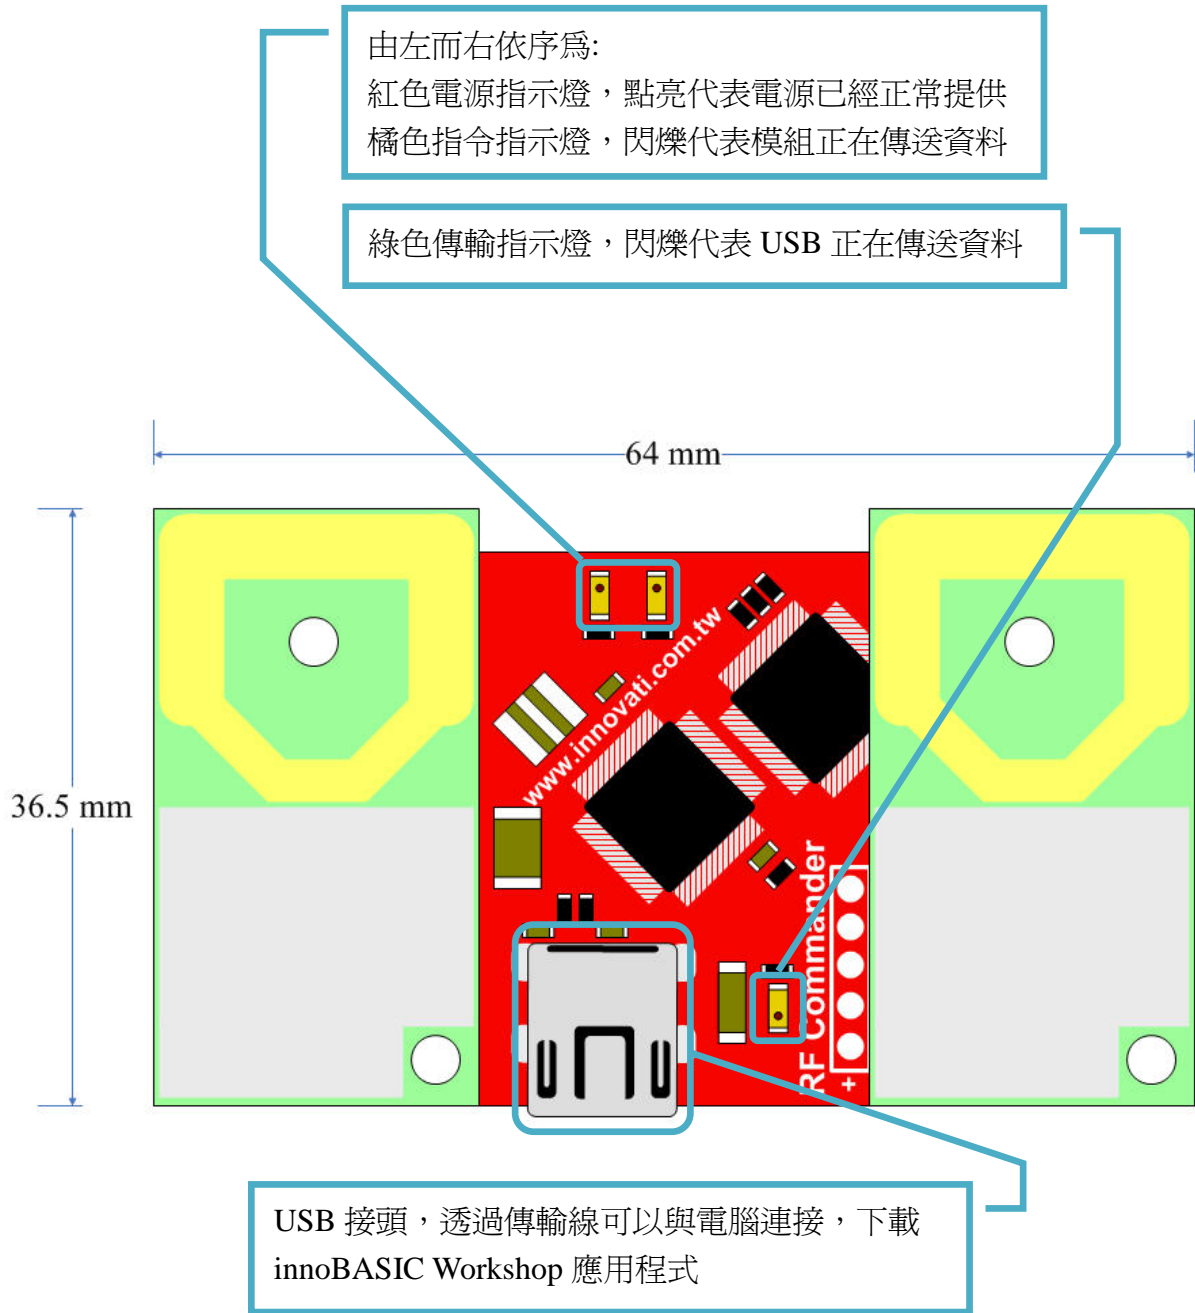 由左而右依序為:
紅色電源指示燈，點亮代表電源已經正常提供
橘色指令指示燈，閃爍代表模組正在傳送資料
綠色傳輸指示燈，閃爍代表 USB 正在傳送資料
64 mm
36.5 mm
www.innovati.com.tw
RF Commander
+
USB 接頭，透過傳輸線可以與電腦連接，下載
innoBASIC Workshop 應用程式